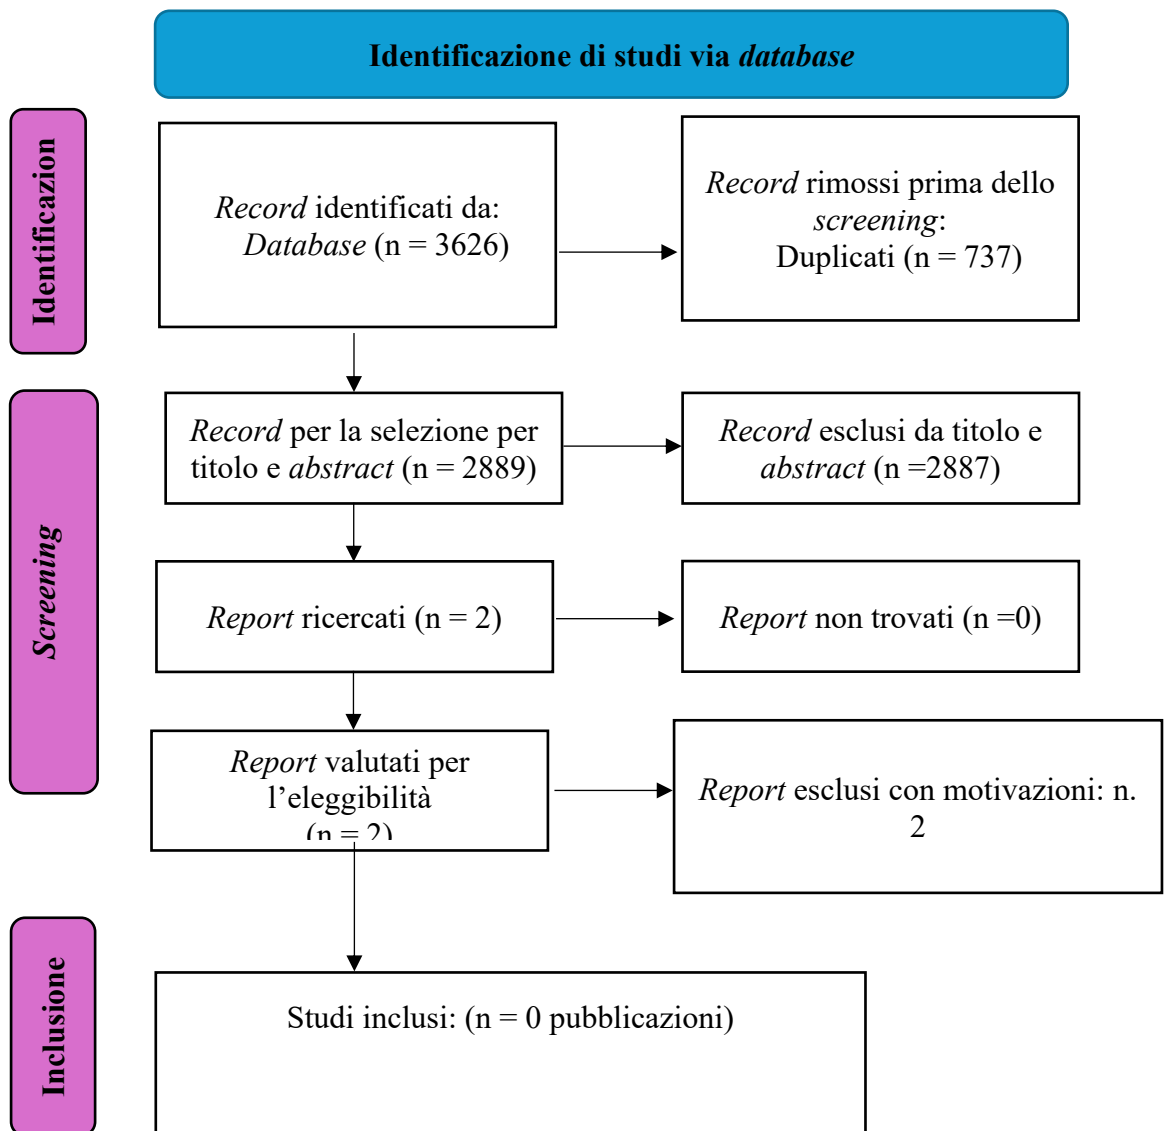 Identificazione di studi via database
Identificazion
Record identificati da:
Database (n = 3626)
Record rimossi prima dello
screening:
Duplicati (n = 737)
Screening
Record per la selezione per
titolo e abstract (n = 2889)
Record esclusi da titolo e
abstract (n =2887)
Report ricercati (n = 2)
Report non trovati (n =0)
Report valutati per
l’eleggibilità
(n = 2)
Report esclusi con motivazioni: n.
2
Inclusione
Studi inclusi: (n = 0 pubblicazioni)